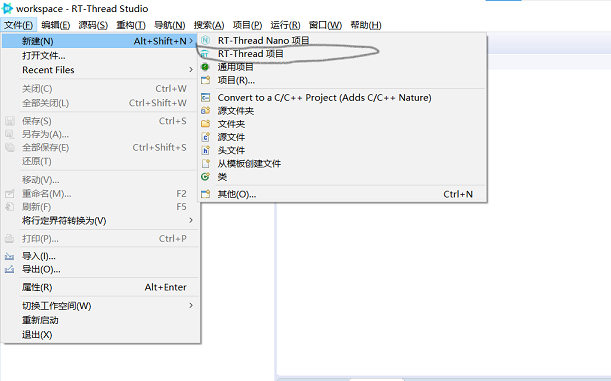 workspace - RT-Thread Studio
文件(F) 编辑(E) 源码(S) 重构(T) 导航(N) 搜索(A) 项目(P) 运行(R) 窗口(W) 帮助(H)
新建(N) Alt+Shift+N >
打开文件...
Recent Files >
关闭(C) Ctrl+W
全部关闭(L) Ctrl+Shift+W
保存(S) Ctrl+S
另存为(A)...
全部保存(E) Ctrl+Shift+S
还原(T)
移动(V)...
重命名(M)... F2
刷新(F) F5
将行定界符转换为(V) >
打印(P)... Ctrl+P
导入(I)...
导出(O)...
属性(R) Alt+Enter
切换工作空间(W) >
重新启动
退出(X)
RT-Thread Nano 项目
RT-Thread 项目
通用项目
项目(R)...
Convert to a C/C++ Project (Adds C/C++ Nature)
源文件夹
文件夹
源文件
头文件
从模板创建文件
类
其他(O)... Ctrl+N